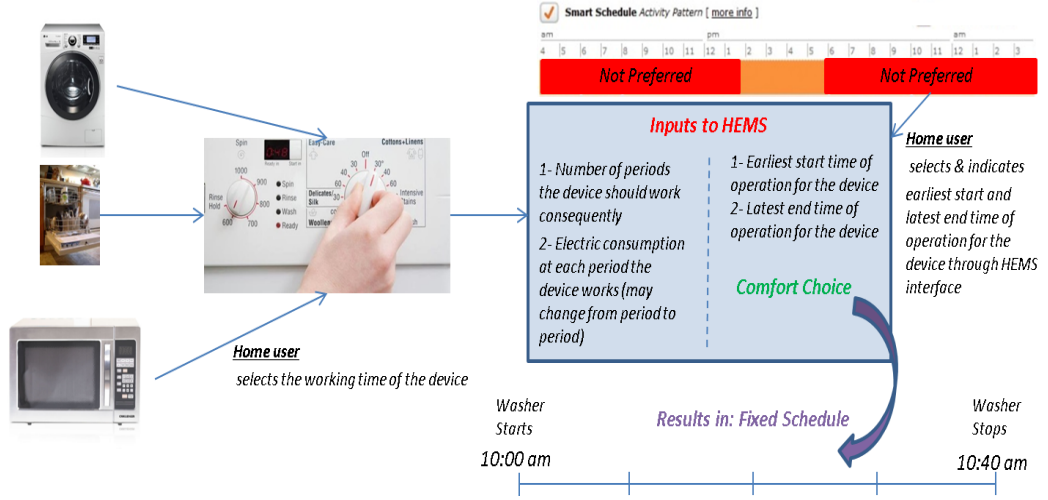 Smart Schedule Activity Pattern [ more info ]
am pm am
4 5 6 7 8 9 10 11 12 1 2 3 4 5 6 7 8 9 10 11 12 1 2 3
Not Preferred Not Preferred
Inputs to HEMS
1- Number of periods
the device should work
consequently
2- Electric consumption
at each period the
device works (may
change from period to
period)
1- Earliest start time of
operation for the device
2- Latest end time of
operation for the device
Comfort Choice
Home user
selects & indicates
earliest start and
latest end time of
operation for the
device through HEMS
interface
Spin
1000
900
800
700
600
Rinse
Hold
0:48
Spin
Rinse
Wash
Ready
Easy-Care
Cottons+Linens
Off
30
40
60
30
30°
40
60
Delicates/
Silk
Woollen
Intensive
Home user
selects the working time of the device
Results in: Fixed Schedule
Washer
Starts
10:00 am
Washer
Stops
10:40 am